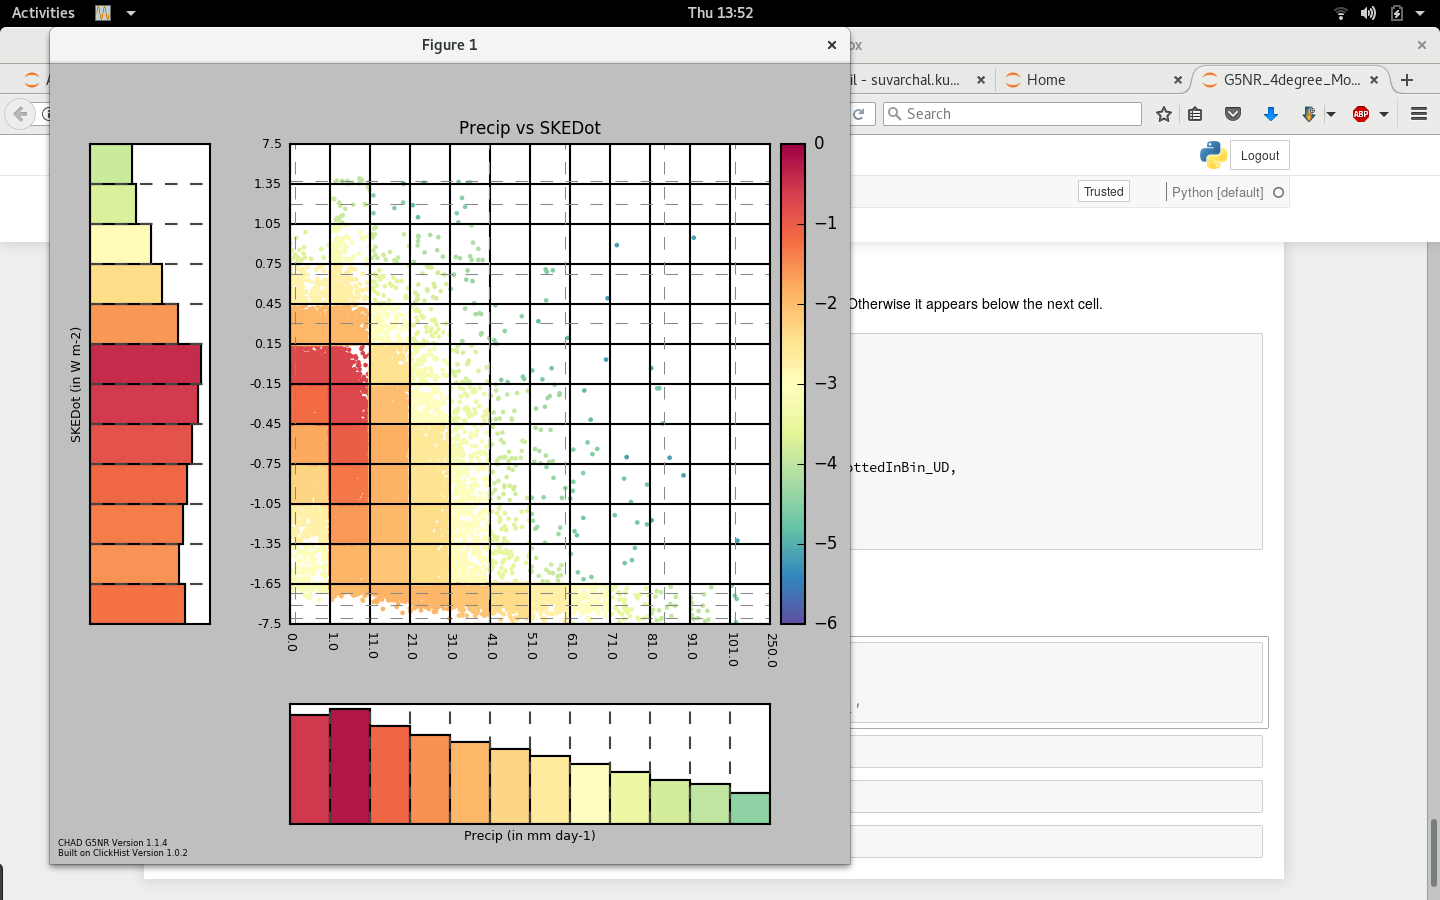 Activities
Thu 13:52
Figure 1
×
ox
×
il - suvarchal.ku...
×
Home
×
G5NR_4degree_Mo...
×
Search
ABP
Logout
Trusted
Python [default]
Otherwise it appears below the next cell.
ottedInBin_UD,
Precip vs SKEDot
7.5
1.35
1.05
0.75
0.45
0.15
-0.15
-0.45
-0.75
-1.05
-1.35
-1.65
-7.5
SKEDot (in W m-2)
0
−1
−2
−3
−4
−5
−6
0.0
1.0
11.0
21.0
31.0
41.0
51.0
61.0
71.0
81.0
91.0
101.0
250.0
Precip (in mm day-1)
CHAD G5NR Version 1.1.4
Built on ClickHist Version 1.0.2